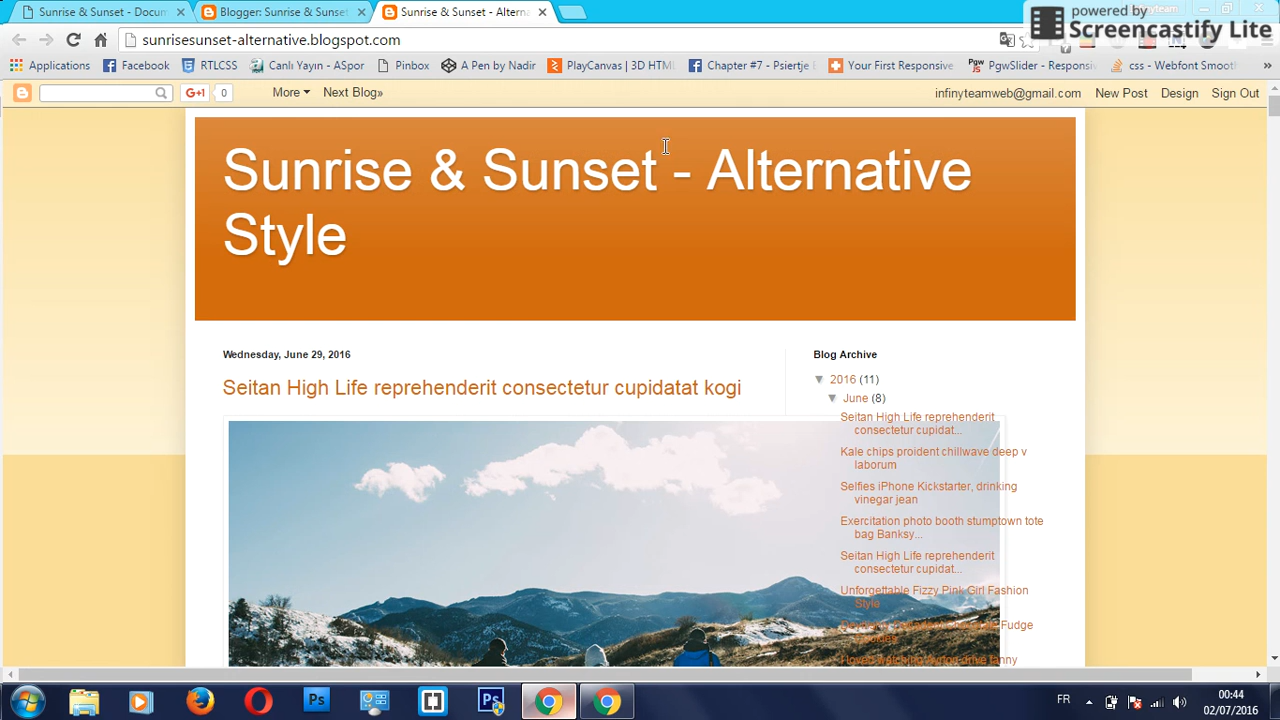 Sunrise & Sunset - Docum
Blogger: Sunrise & Sunset
Sunrise & Sunset - Alterna
powered by
Screencastify Lite
sunrisesunset-alternative.blogspot.co
Applications
Facebook
RTLCSS
Canlı Yayın - ASpor
Pinbox
A Pen by Nadir
PlayCanvas | 3D HTML
Chapter #7 - Psiertje
Your First Responsive
PgwSlider - Responsiv
css - Webfont Smooth
»
G+1 0
More
Next Blog»
infinyteamweb@gmail.com
New Post
Design
Sign Out
Sunrise & Sunset - Alternative
Style
Wednesday, June 29, 2016
Seitan High Life reprehenderit consectetur cupidatat kogi
Blog Archive
▼ 2016 (11)
▼ June (8)
Seitan High Life reprehenderit
consectetur cupidat...
Kale chips proident chillwave deep v
laborum
Selfies iPhone Kickstarter, drinking
vinegar jean
Exercitation photo booth stumptown tote
bag Banksy...
Seitan High Life reprehenderit
consectetur cupidat...
Unforgettable Fizzy Pink Girl Fashion
Style
Fudge
FR
00:44
02/07/2016